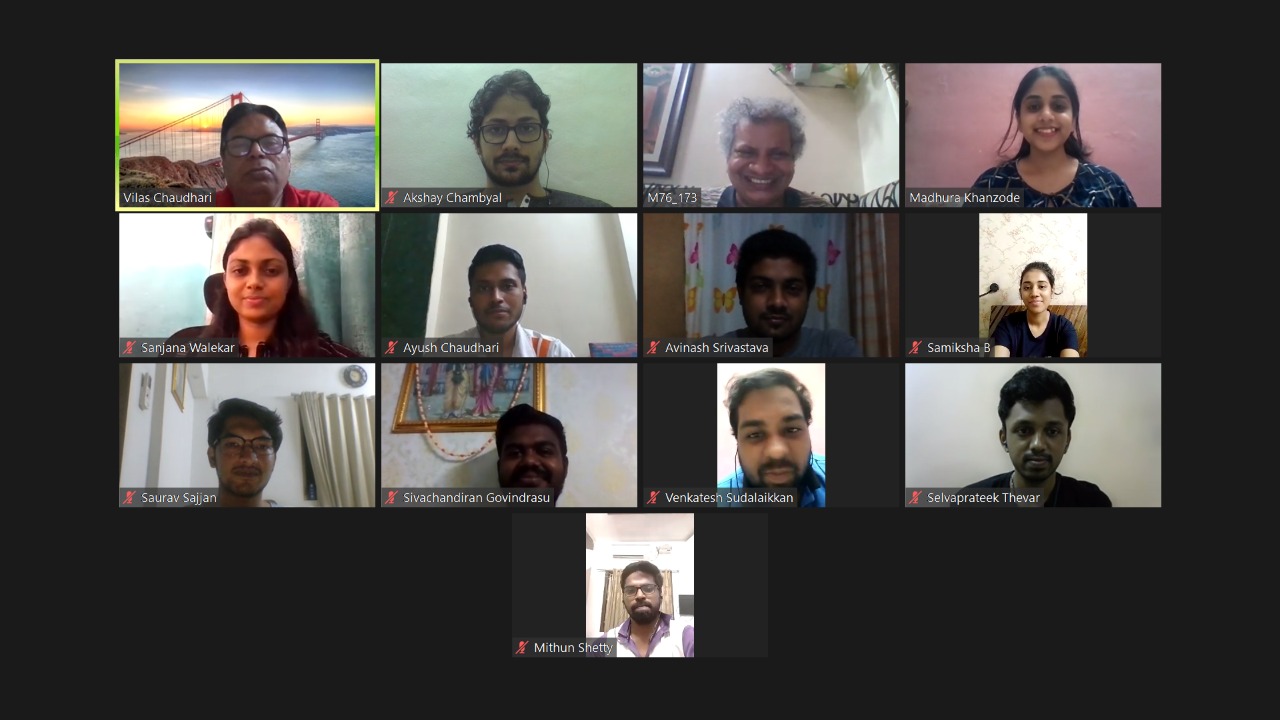 Vilas Chaudhari
Akshay Chambyal
M76_173
Madhura Khanzode
Sanjana Walekar
Ayush Chaudhari
Avinash Srivastava
Samiksha B
Saurav Sajjan
Sivachandiran Govindrasu
Venkatesh Sudalaikkan
Selvaprateek Thevar
Mithun Shetty